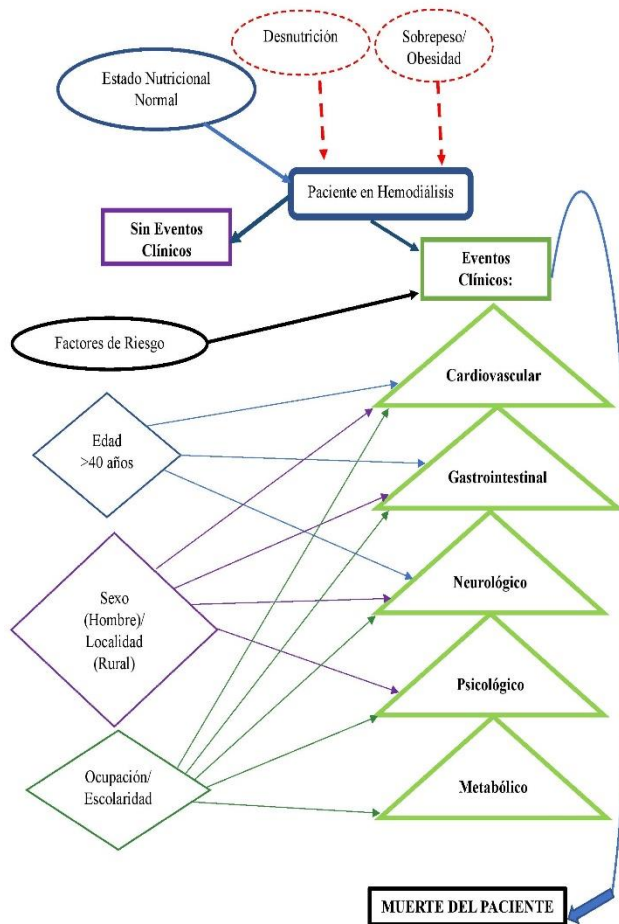 Desnutrición
Sobrepeso/
Obesidad
Estado Nutricional
Normal
Paciente en Hemodiálisis
Sin Eventos
Clínicos
Eventos
Clínicos:
Factores de Riesgo
Cardiovascular
Edad
>40 años
Gastrointestinal
Neurológico
Sexo
(Hombre)/
Localidad
(Rural)
Psicológico
Ocupación/
Escolaridad
Metabólico
MUERTE DEL PACIENTE